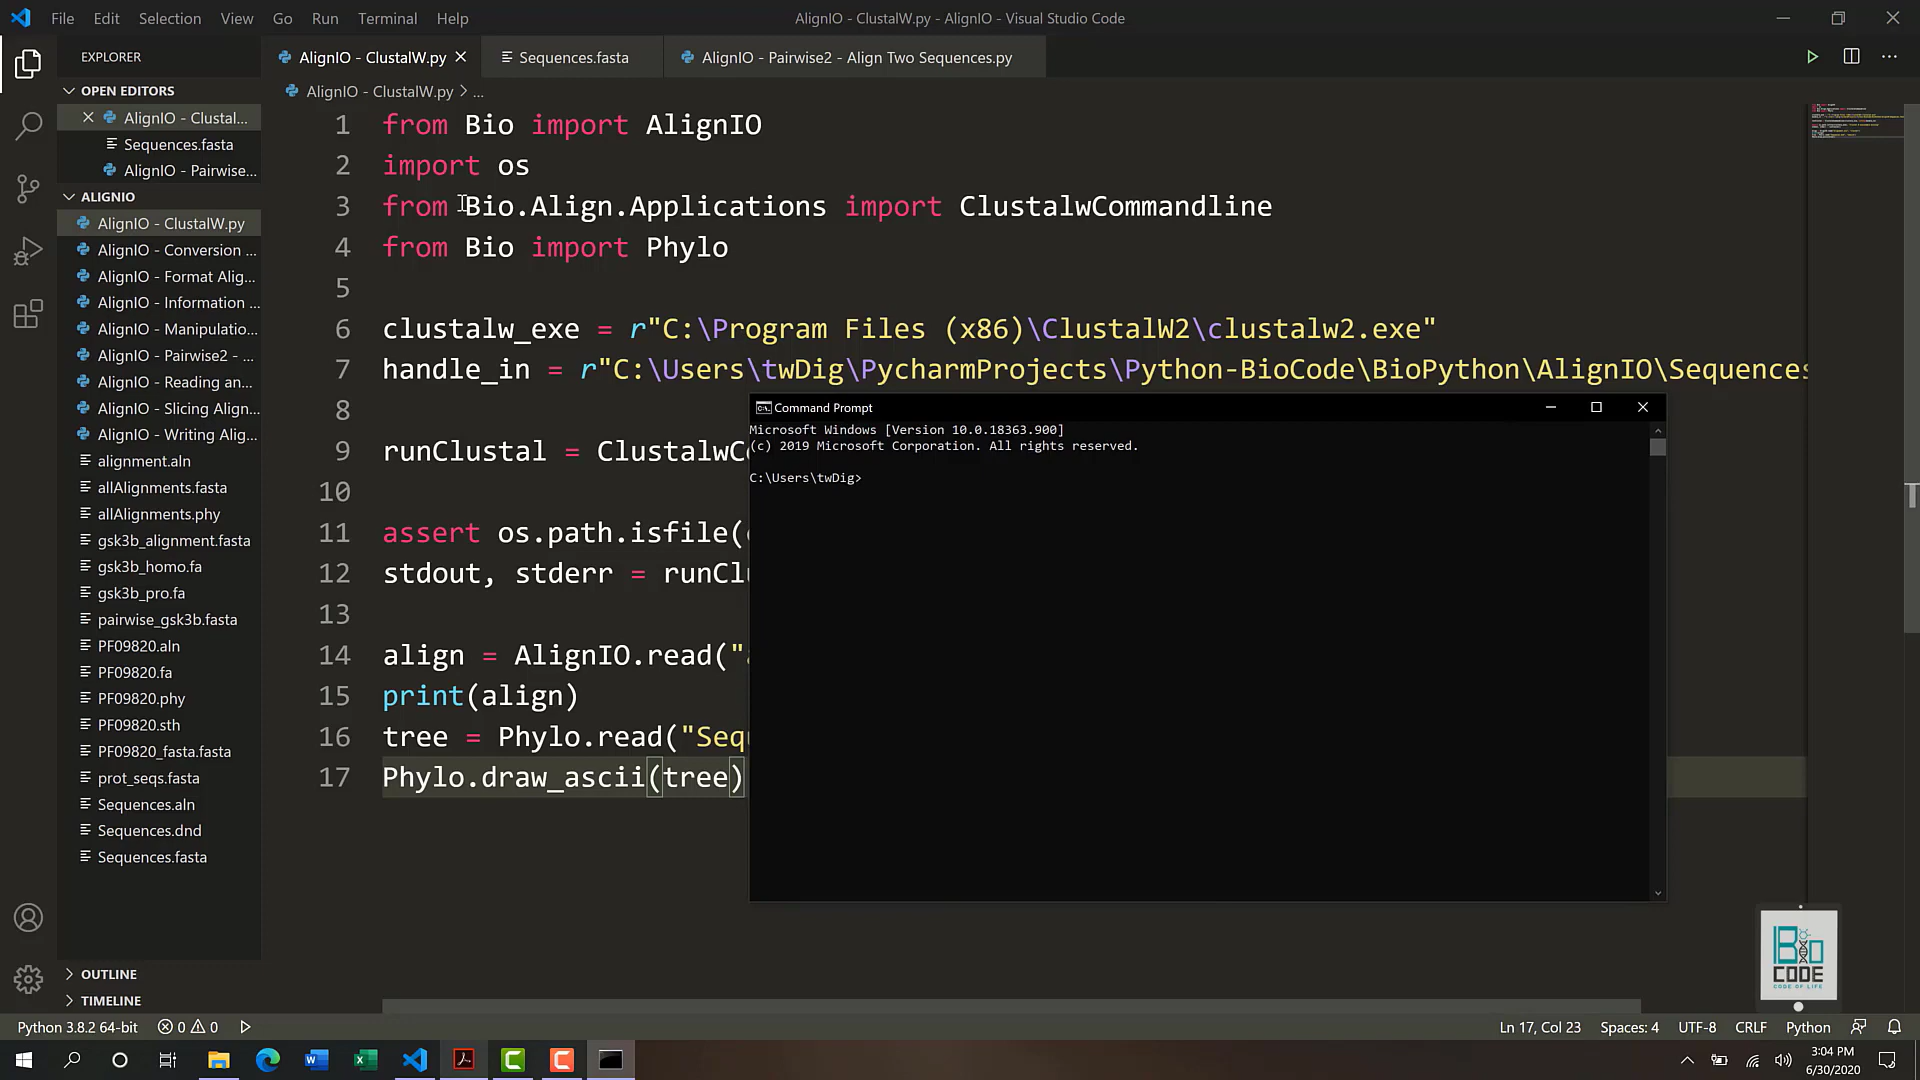 File Edit Selection View Go Run Terminal Help
AlignIO - ClustalW.py - AlignIO - Visual Studio Code
EXPLORER
AlignIO - ClustalW.py
Sequences.fasta
AlignIO - Pairwise2 - Align Two Sequences.py
OPEN EDITORS
AlignIO - Clustal...
Sequences.fasta
AlignIO - Pairwise...
ALIGNIO
AlignIO - ClustalW.py
AlignIO - Conversion ...
AlignIO - Format Alig...
AlignIO - Information ...
AlignIO - Manipulatio...
AlignIO - Pairwise2 - ...
AlignIO - Reading an...
AlignIO - Slicing Align...
AlignIO - Writing Alig...
alignment.aln
allAlignments.fasta
allAlignments.phy
gsk3b_alignment.fasta
gsk3b_homo.fa
gsk3b_pro.fa
pairwise_gsk3b.fasta
PF09820.aln
PF09820.fa
PF09820.phy
PF09820.sth
PF09820_fasta.fasta
prot_seqs.fasta
Sequences.aln
Sequences.dnd
Sequences.fasta
OUTLINE
TIMELINE
AlignIO - ClustalW.py > ...
1 from Bio import AlignIO
2 import os
3 from Bio.Align.Applications import ClustalwCommandline
4 from Bio import Phylo
5
6 clustalw_exe = r"C:\Program Files (x86)\ClustalW2\clustalw2.exe"
7 handle_in = r"C:\Users\twDig\PycharmProjects\Python-BioCode\BioPython\AlignIO\Sequences
8
9 runClustal = ClustalwC
10
11 assert os.path.isfile(
12 stdout, stderr = runClu
13
14 align = AlignIO.read("a
15 print(align)
16 tree = Phylo.read("Sequ
17 Phylo.draw_ascii(tree)
Command Prompt
Microsoft Windows [Version 10.0.18363.900]
(c) 2019 Microsoft Corporation. All rights reserved.
C:\Users\twDig>
BIO
CODE
CODE OF LIFE
Python 3.8.2 64-bit 0 0
Ln 17, Col 23 Spaces: 4 UTF-8 CRLF Python
3:04 PM
6/30/2020